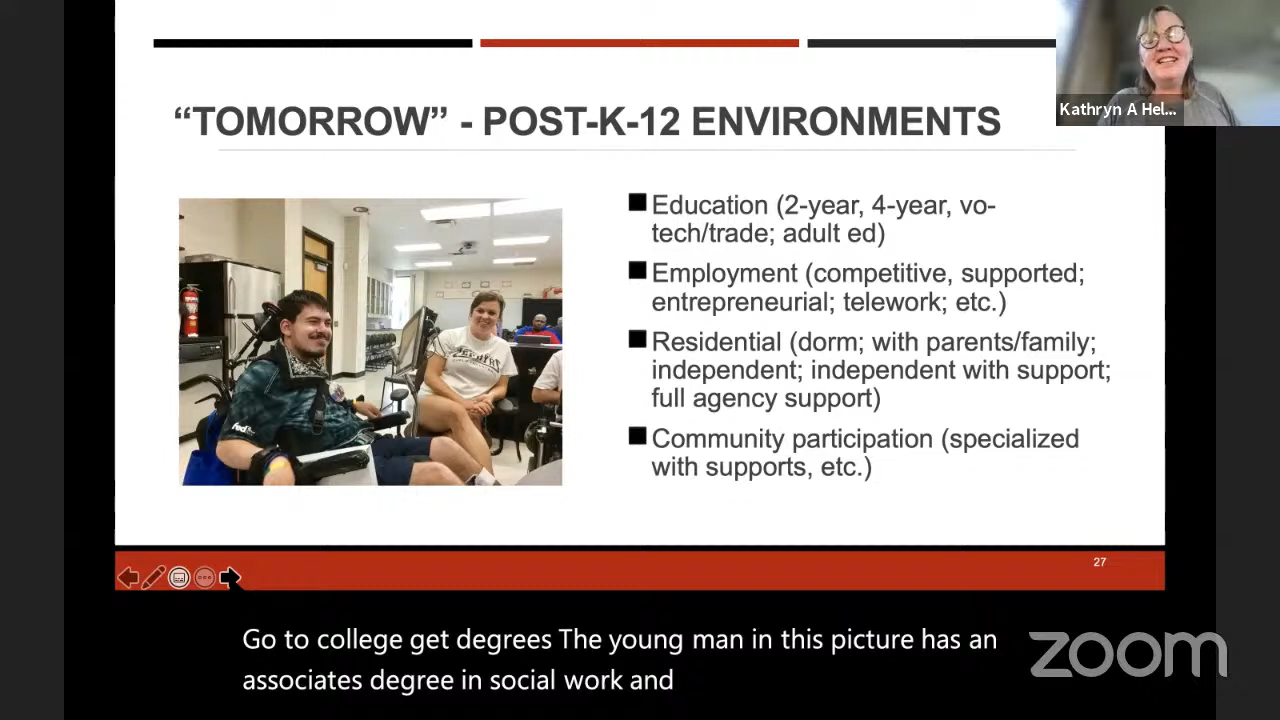 “TOMORROW” - POST-K-12 ENVIRONMENTS
Kathryn A Hel...
■ Education (2-year, 4-year, vo-
tech/trade; adult ed)
■ Employment (competitive, supported;
entrepreneurial; telework; etc.)
■ Residential (dorm; with parents/family;
independent; independent with support;
full agency support)
■ Community participation (specialized
with supports, etc.)
FedEx
27
Go to college get degrees The young man in this picture has an
associates degree in social work and
zoom